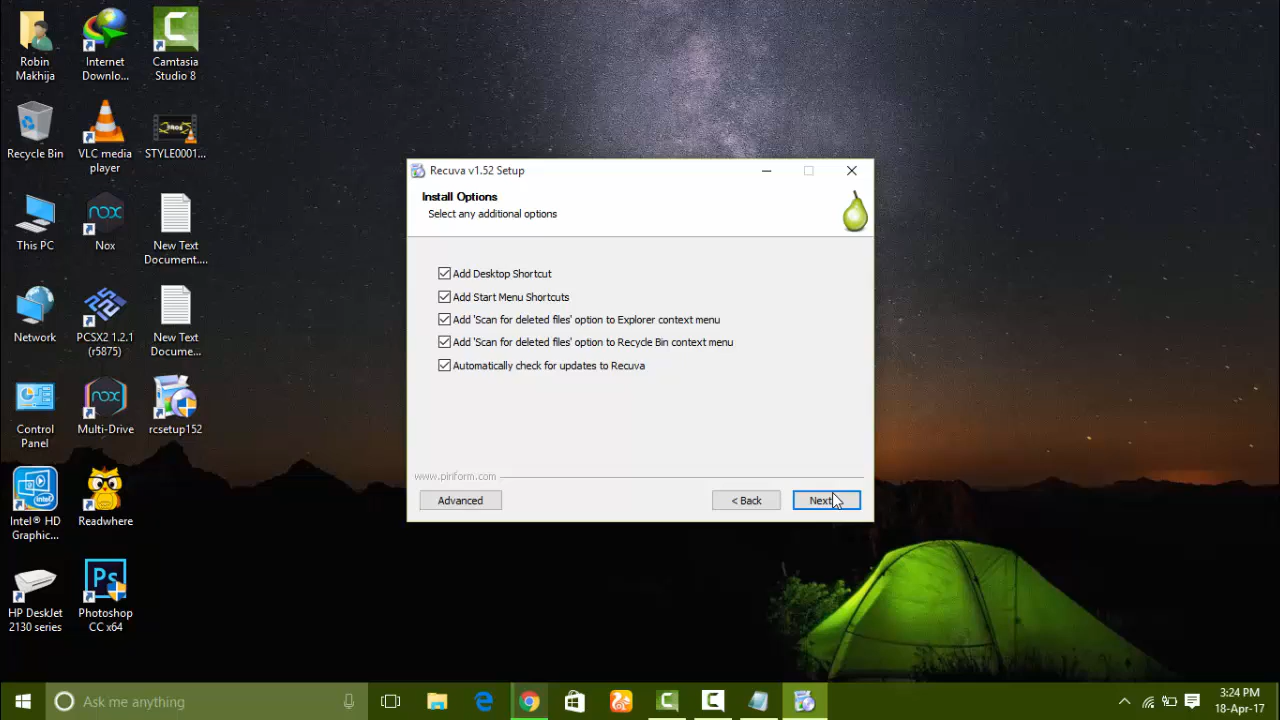 Robin
Makhija
Internet
Downlo...
Camtasia
Studio 8
Recycle Bin
VLC media
player
STYLE0001...
This PC
Nox
New Text
Document....
Network
PCSX2 1.2.1
(r5875)
New Text
Docume...
Control
Panel
Multi-Drive
rcsetup152
Intel® HD
Graphic...
Readwhere
HP DeskJet
2130 series
Photoshop
CC x64
Recuva v1.52 Setup
Install Options
Select any additional options
Add Desktop Shortcut
Add Start Menu Shortcuts
Add 'Scan for deleted files' option to Explorer context menu
Add 'Scan for deleted files' option to Recycle Bin context menu
Automatically check for updates to Recuva
www.piriform.com
Advanced
< Back
Next
Ask me anything
3:24 PM
18-Apr-17